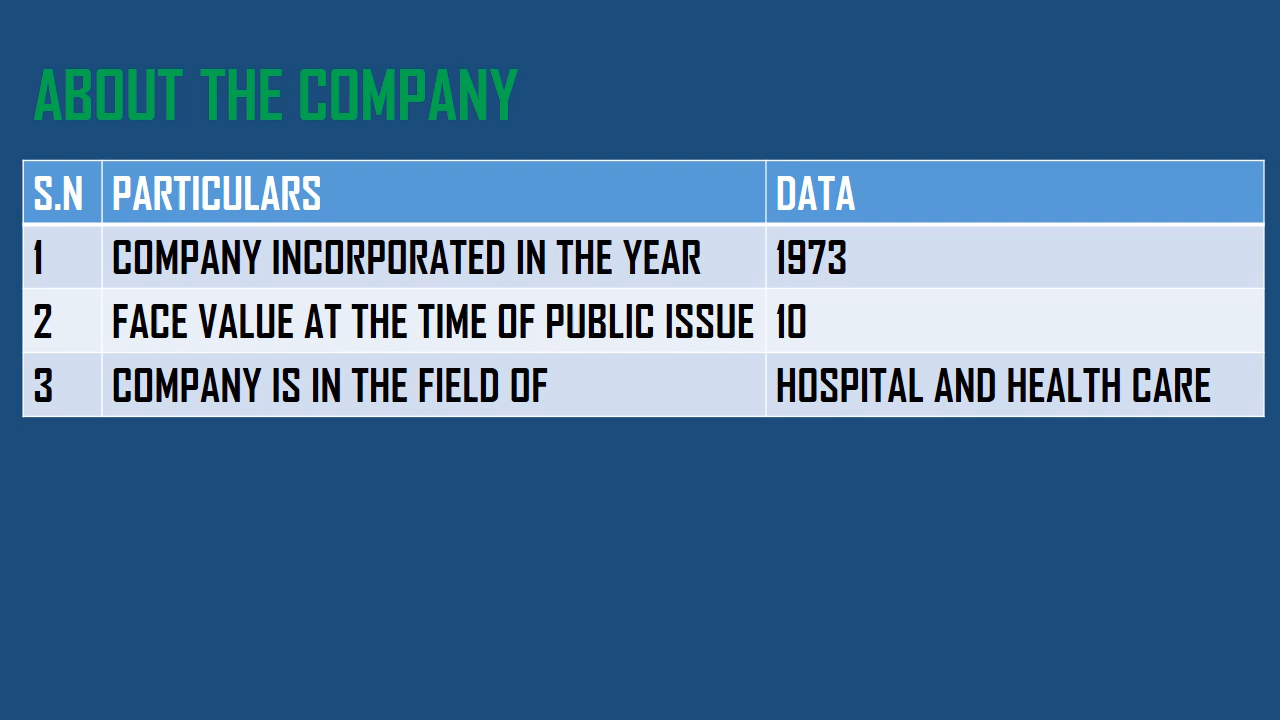 ABOUT THE COMPANY
S.N PARTICULARS DATA
1 COMPANY INCORPORATED IN THE YEAR 1973
2 FACE VALUE AT THE TIME OF PUBLIC ISSUE 10
3 COMPANY IS IN THE FIELD OF HOSPITAL AND HEALTH CARE